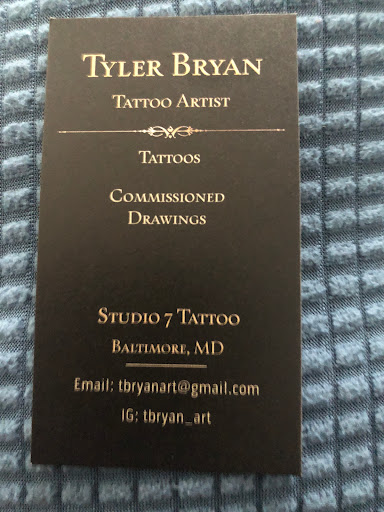 Tyler Bryan
Tattoo Artist
Tattoos
Commissioned
Drawings
Studio 7 Tattoo
Baltimore, MD
Email: tbryanart@gmail.com
IG: tbryan_art